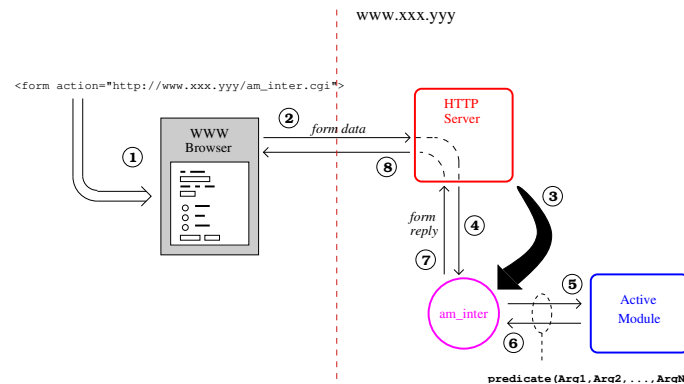 www.xxx.yyy
<form action="http://www.xxx.yyy/am_inter.cgi">
HTTP
Server
WWW
Browser
1
2
form data
8
3
4
form
reply
7
am_inter
5
6
Active
Module
predicate(Arg1,Arg2,...,ArgN